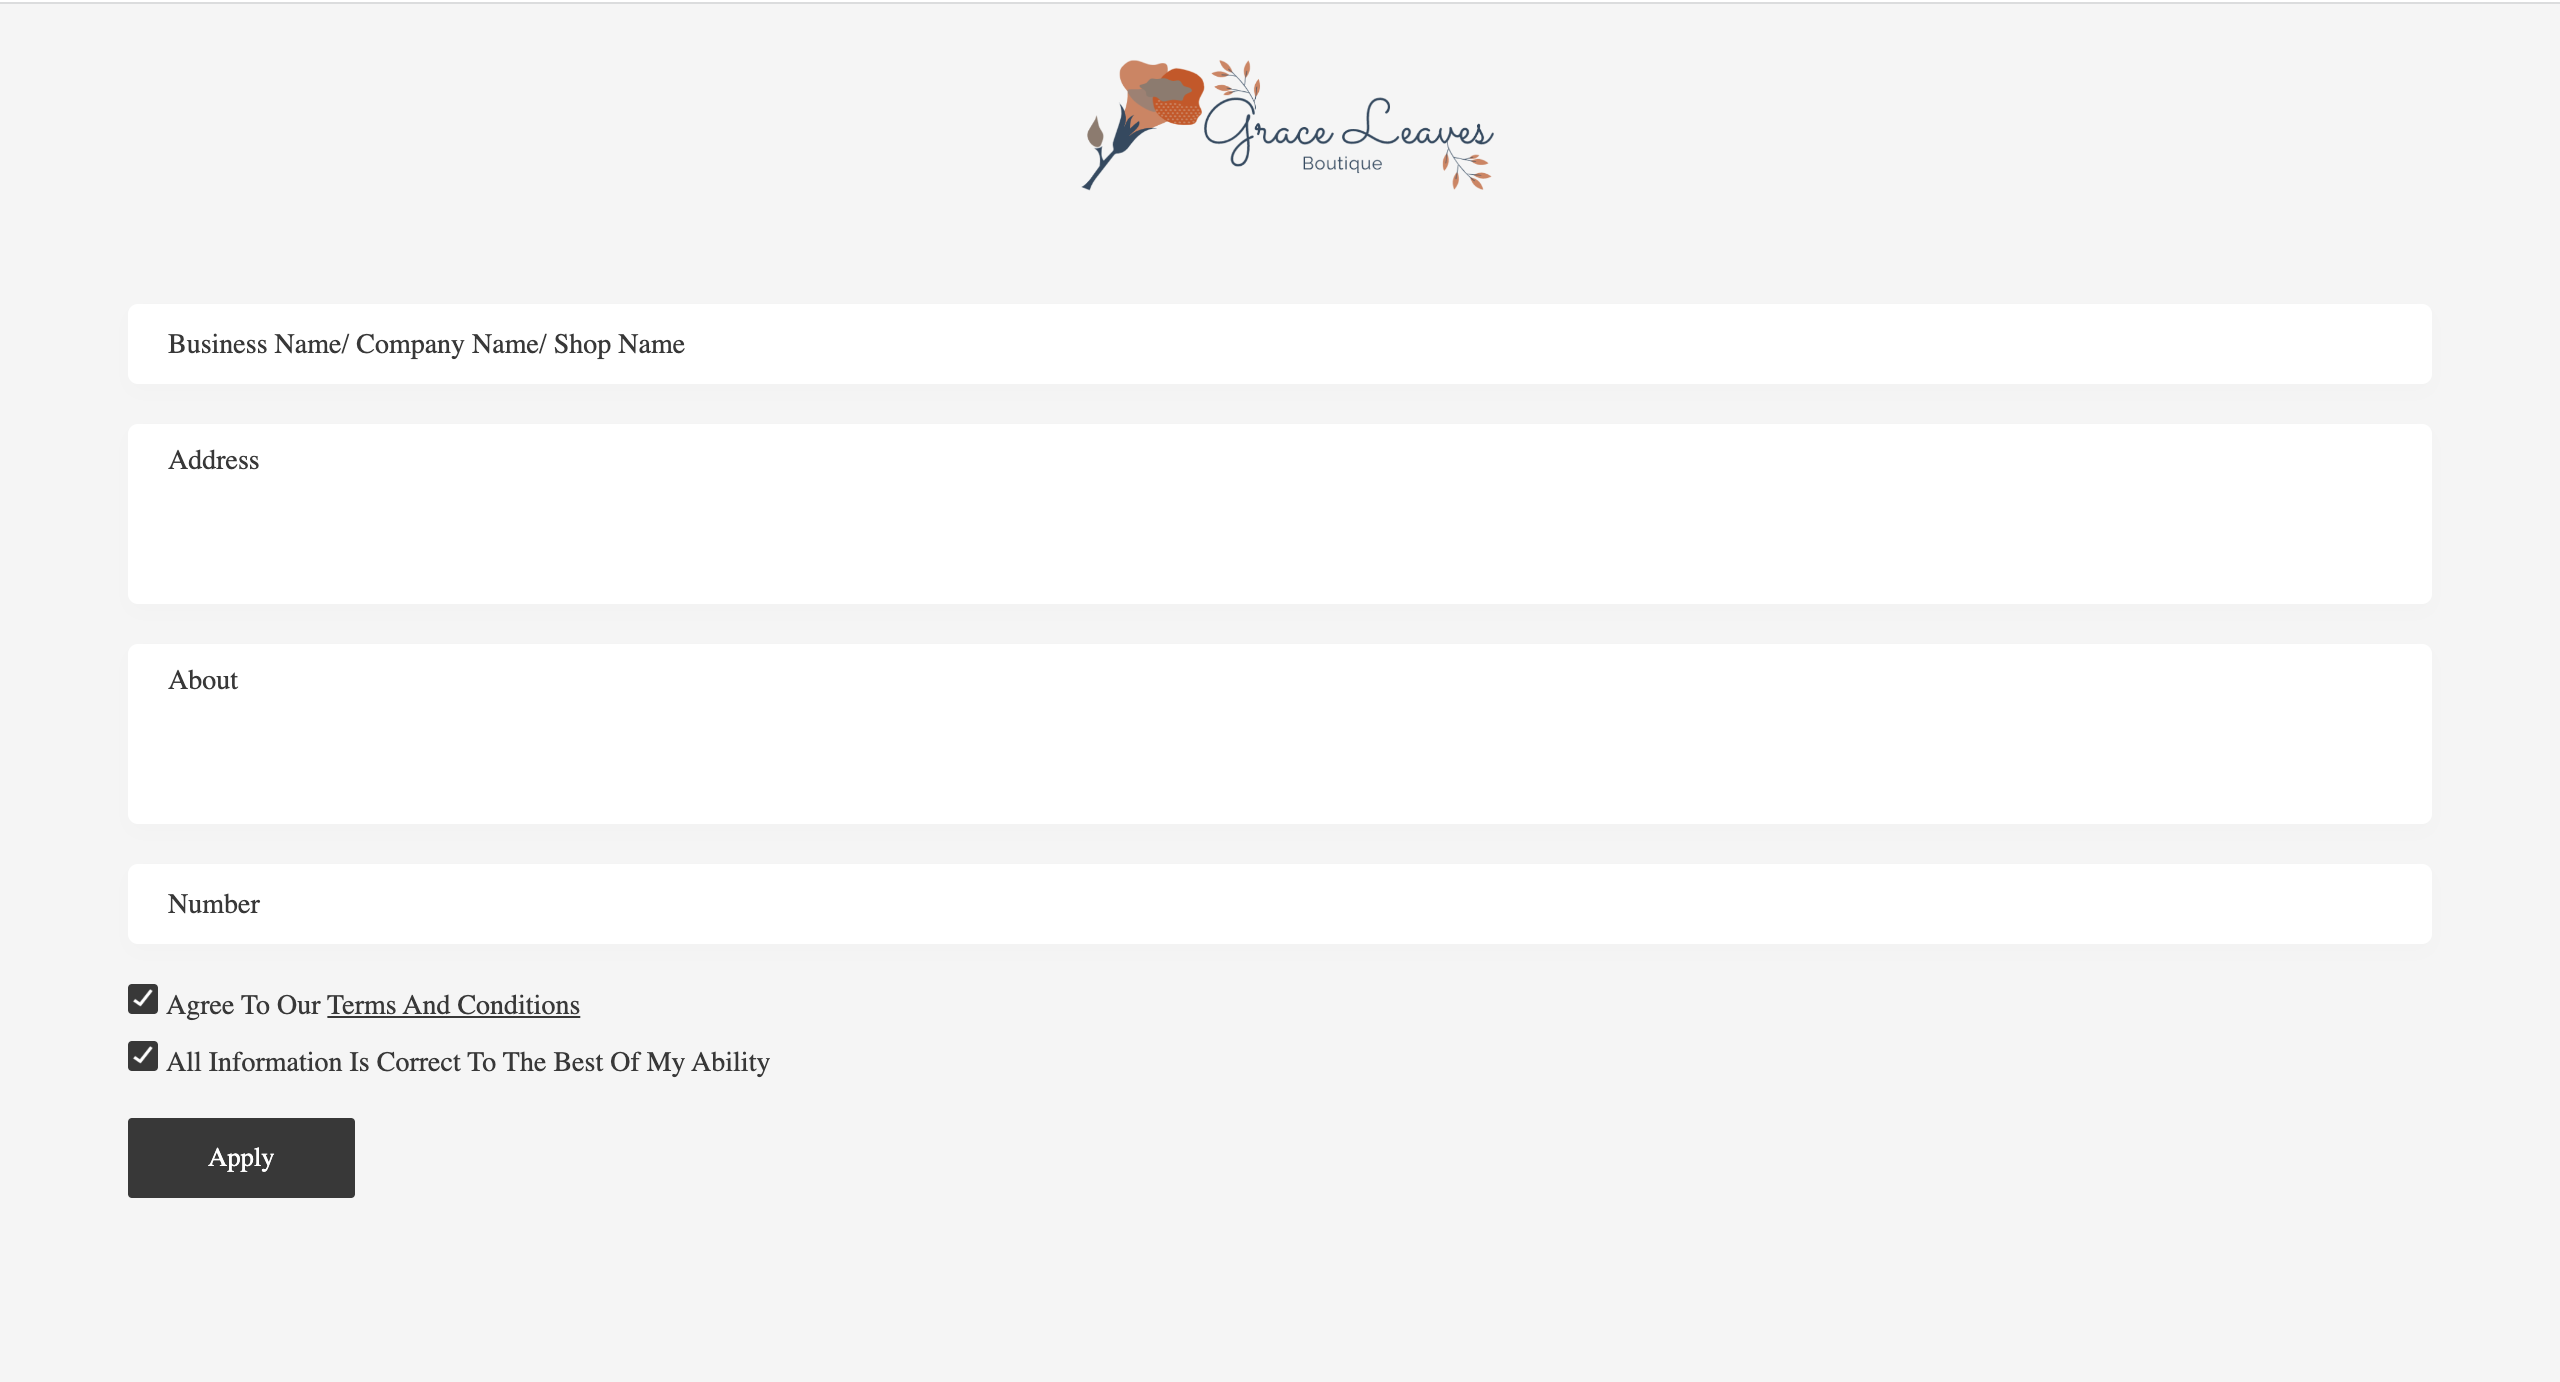 Grace Leaves
Boutique
Business Name/ Company Name/ Shop Name
Address
About
Number
Agree To Our Terms And Conditions
All Information Is Correct To The Best Of My Ability
Apply